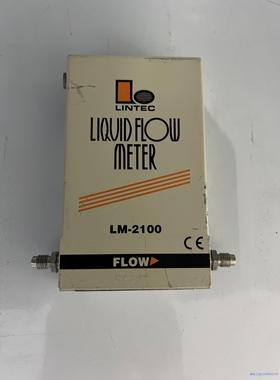 LINTEC
LIQUID FLOW
METER
LM-2100
CE
FLOW